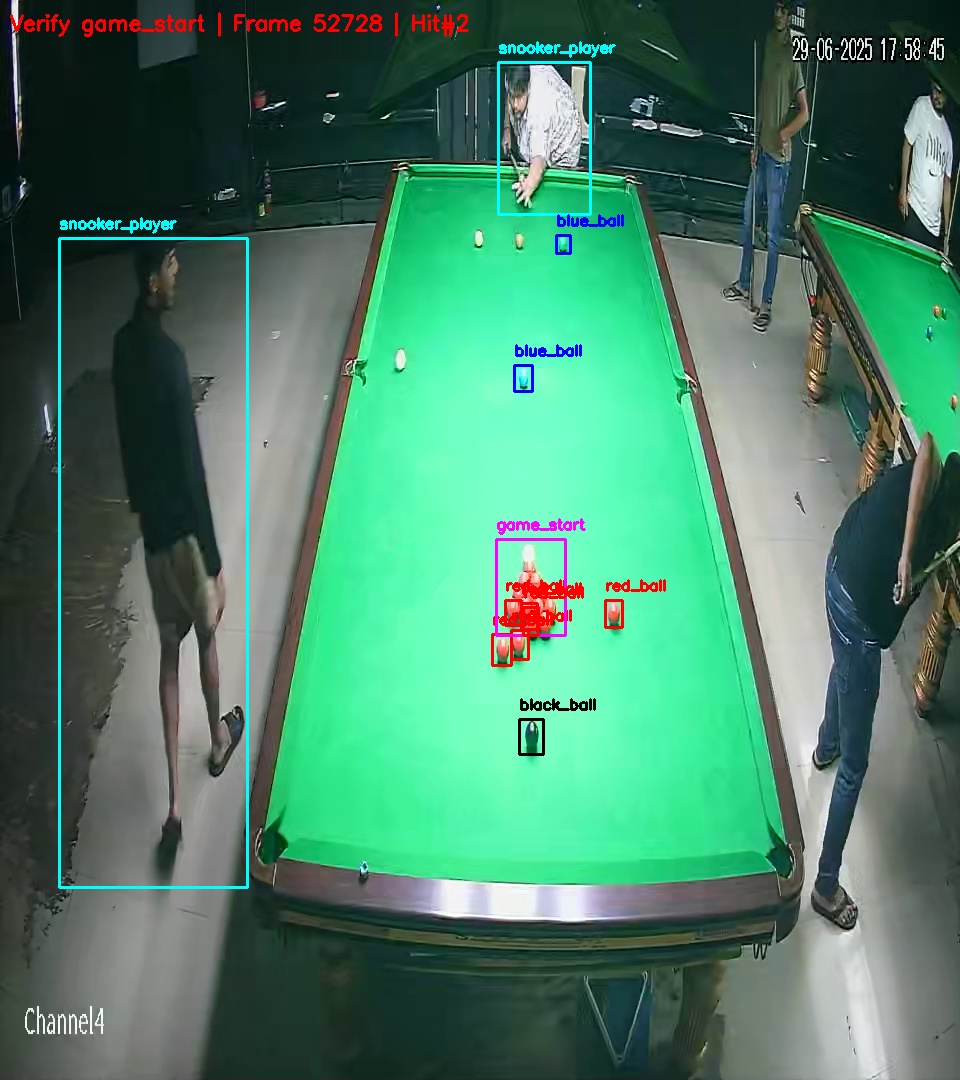 Verify game_start | Frame 52728 | Hit#2
29-06-2025 17:58:45
snooker_player
snooker_player
blue_ball
blue_ball
game_start
red_ball
red_ball
black_ball
Channel4